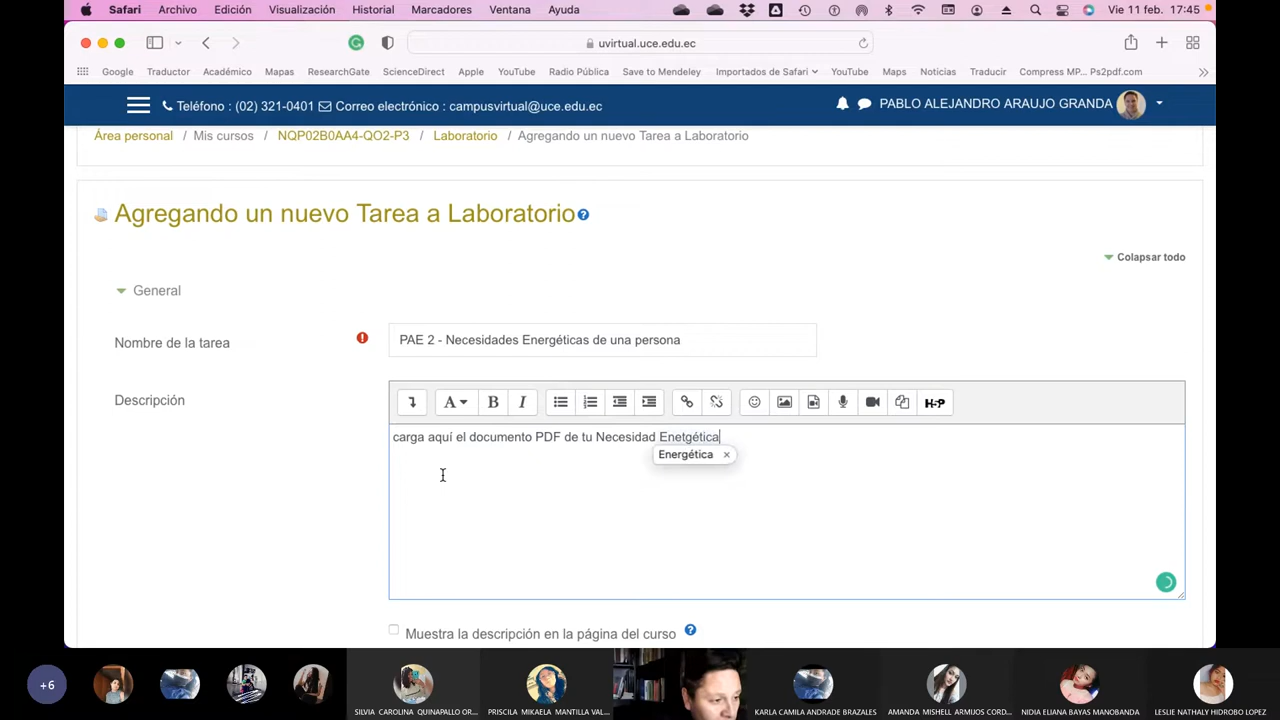 Safari Archivo Edición Visualización Historial Marcadores Ventana Ayuda Vie 11 feb. 17:45
uvirtual.uce.edu.ec
Google Traductor Académico Mapas ResearchGate ScienceDirect Apple YouTube Radio Pública Save to Mendeley Importados de Safari YouTube Maps Noticias Traducir Compress MP... Ps2pdf.com
Teléfono : (02) 321-0401 Correo electrónico : campusvirtual@uce.edu.ec PABLO ALEJANDRO ARAUJO GRANDA
Área personal / Mis cursos / NQP02B0AA4-QO2-P3 / Laboratorio / Agregando un nuevo Tarea a Laboratorio
Agregando un nuevo Tarea a Laboratorio
Colapsar todo
General
Nombre de la tarea PAE 2 - Necesidades Energéticas de una persona
Descripción A B I H5P
carga aquí el documento PDF de tu Necesidad Enetgética
Energética ×
Muestra la descripción en la página del curso
+6
SILVIA CAROLINA QUINAPALLO OR... PRISCILA MIKAELA MANTILLA VAL... KARLA CAMILA ANDRADE BRAZALES AMANDA MISHELL ARMIJOS CORD... NIDIA ELIANA BAYAS MANOBANDA LESLIE NATHALY HIDROBO LOPEZ